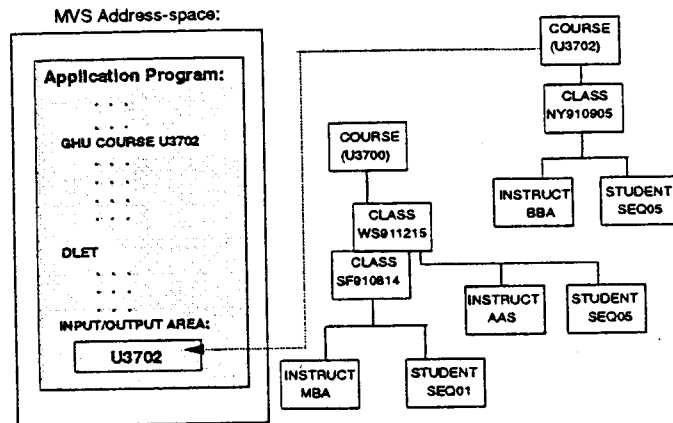 MVS Address-space:
Application Program:
GHU COURSE U3702
DLET
INPUT/OUTPUT AREA:
U3702
COURSE
(U3702)
CLASS
NY910905
INSTRUCT
BBA
STUDENT
SEQ05
COURSE
(U3700)
CLASS
WS911215
CLASS
SF910814
INSTRUCT
AAS
STUDENT
SEQ05
INSTRUCT
MBA
STUDENT
SEQ01